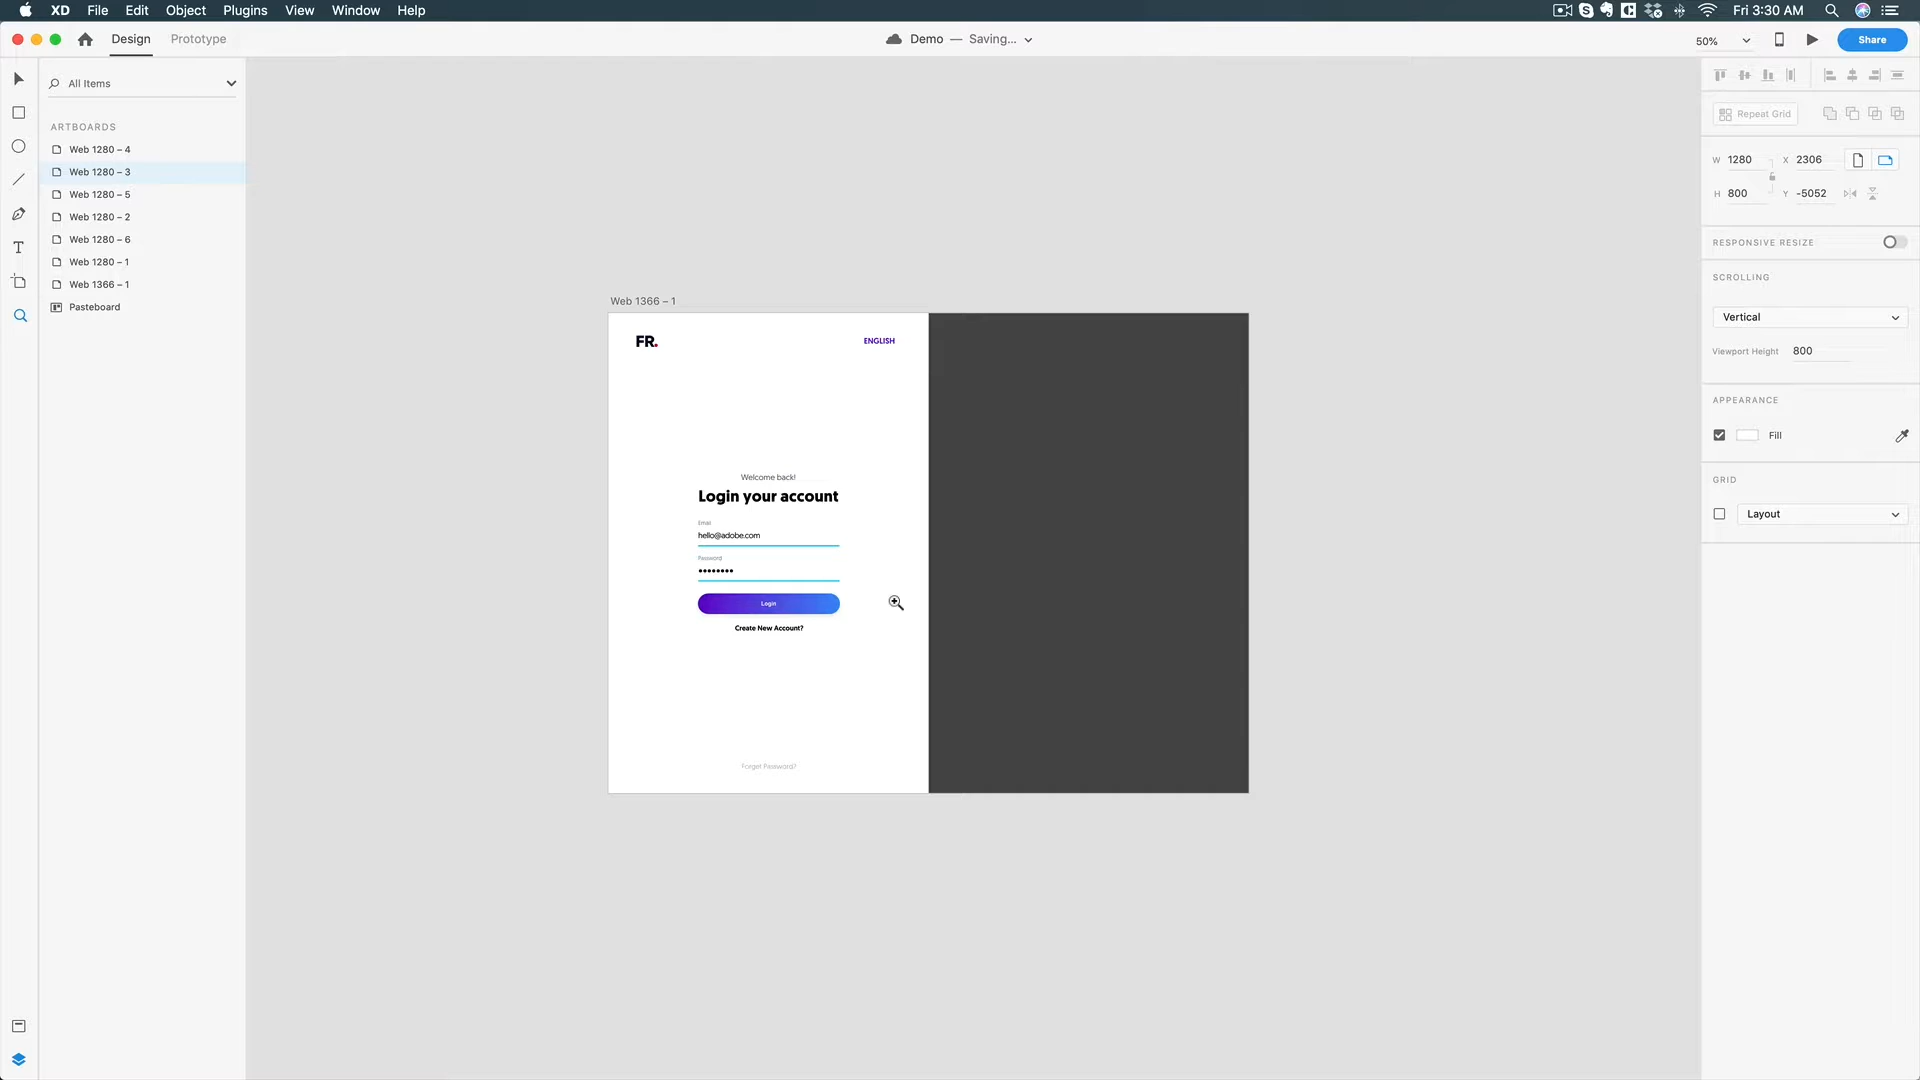 XD File Edit Object Plugins View Window Help Fri 3:30 AM
Design Prototype Demo — Saving... 50% Share
All Items
ARTBOARDS
Web 1280 – 4
Web 1280 – 3
Web 1280 – 5
Web 1280 – 2
Web 1280 – 6
Web 1280 – 1
Web 1366 – 1
Pasteboard
Web 1366 – 1
FR. ENGLISH
Welcome back!
Login your account
Email
hello@adobe.com
Password
••••••••
Login
Create New Account?
Forget Password?
Repeat Grid
W 1280 X 2306
H 800 Y -5052
RESPONSIVE RESIZE
SCROLLING
Vertical
Viewport Height 800
APPEARANCE
Fill
GRID
Layout